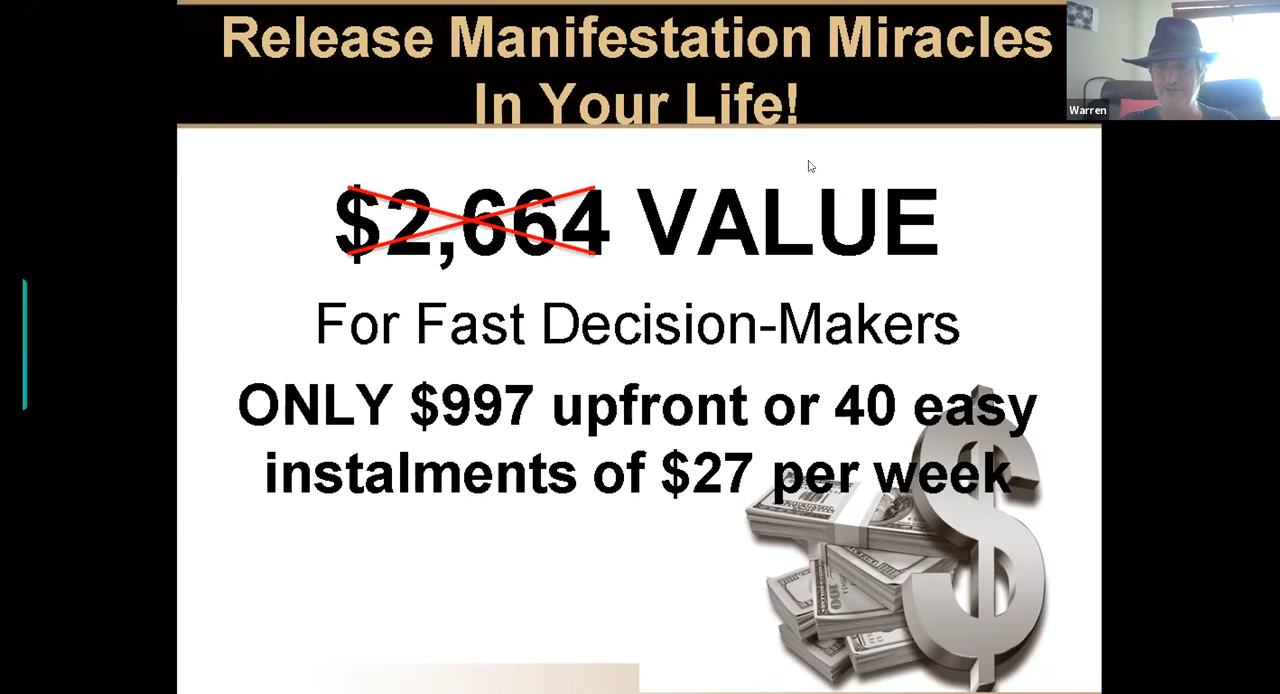 Release Manifestation Miracles
In Your Life!
Warren
$2,664 VALUE
For Fast Decision-Makers
ONLY $997 upfront or 40 easy
instalments of $27 per week
100